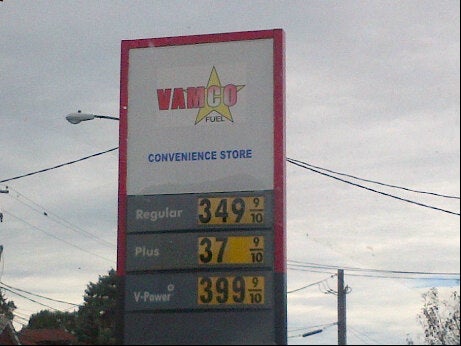 VAMCO
FUEL
CONVENIENCE STORE
Regular 349 9/10
Plus 37 9/10
V-Power 399 9/10